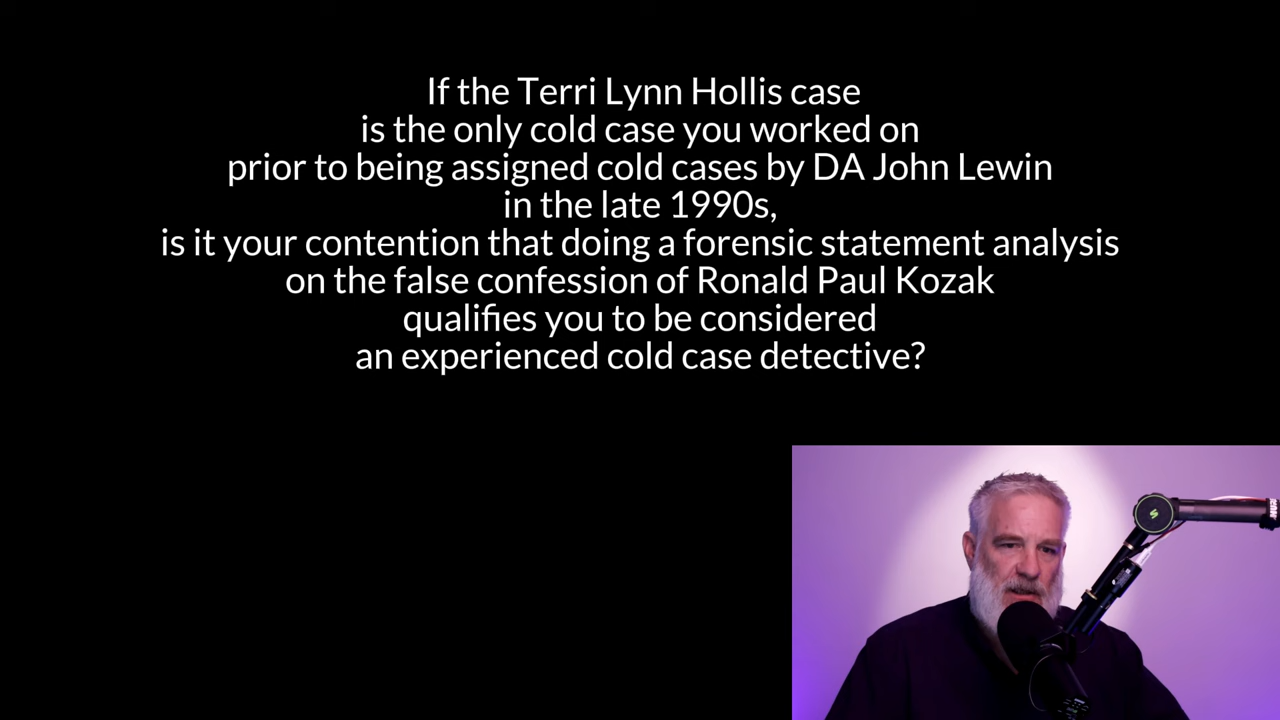 If the Terri Lynn Hollis case
is the only cold case you worked on
prior to being assigned cold cases by DA John Lewin
in the late 1990s,
is it your contention that doing a forensic statement analysis
on the false confession of Ronald Paul Kozak
qualifies you to be considered
an experienced cold case detective?